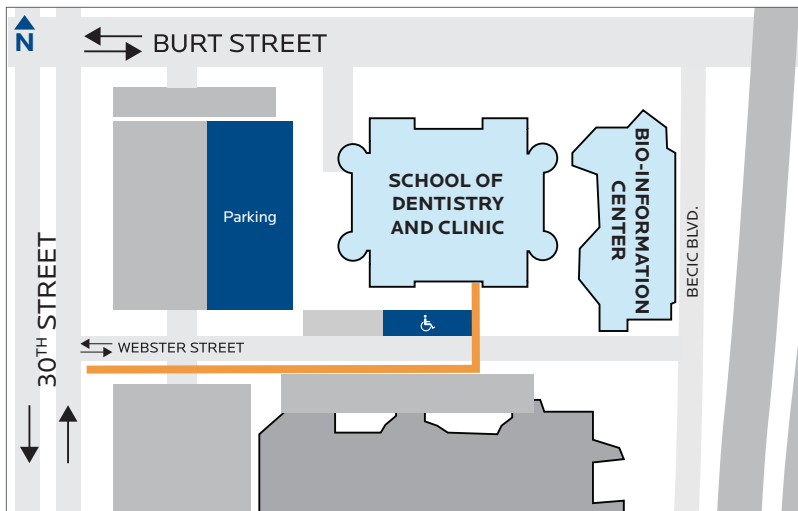 N
BURT STREET
SCHOOL OF
DENTISTRY
AND CLINIC
BIO-INFORMATION
CENTER
Parking
BECIC BLVD.
30TH STREET
WEBSTER STREET